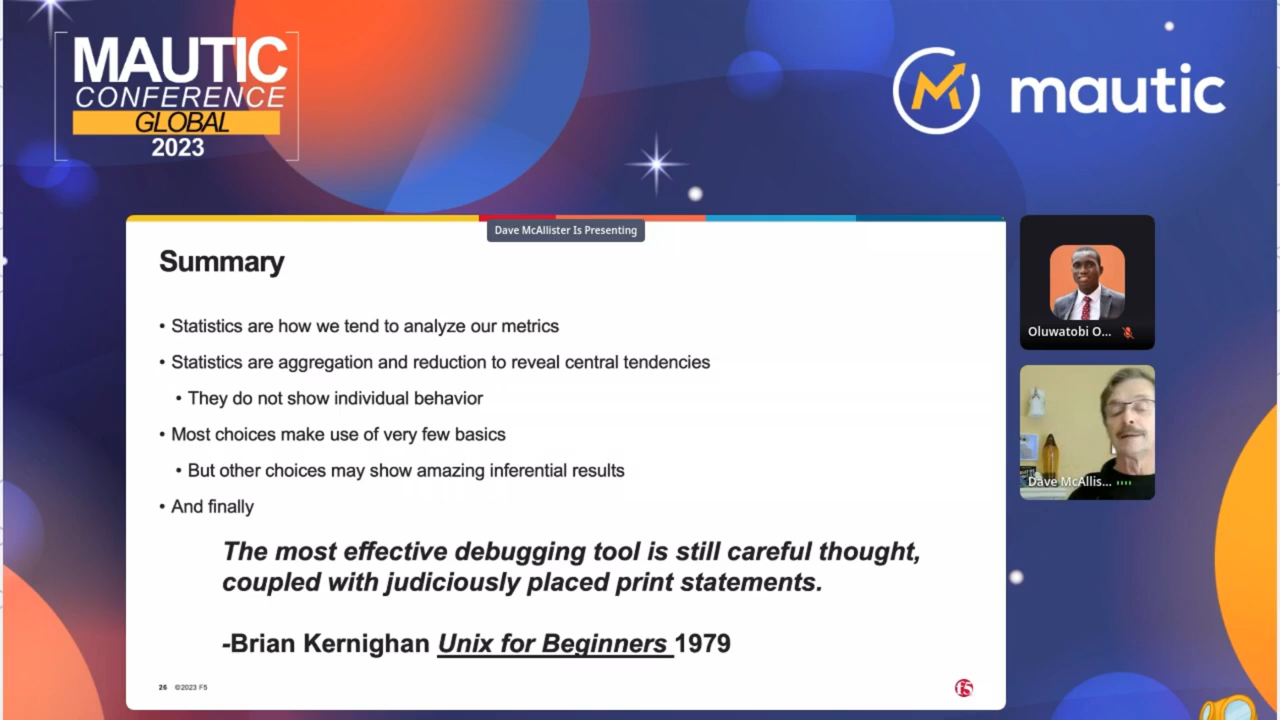 MAUTIC
CONFERENCE
GLOBAL
2023
mautic
Dave McAllister Is Presenting
Summary
• Statistics are how we tend to analyze our metrics
• Statistics are aggregation and reduction to reveal central tendencies
• They do not show individual behavior
• Most choices make use of very few basics
• But other choices may show amazing inferential results
• And finally
The most effective debugging tool is still careful thought,
coupled with judiciously placed print statements.
-Brian Kernighan Unix for Beginners 1979
26 ©2023 F5
f5
Oluwatobi O...
Dave McAllis...